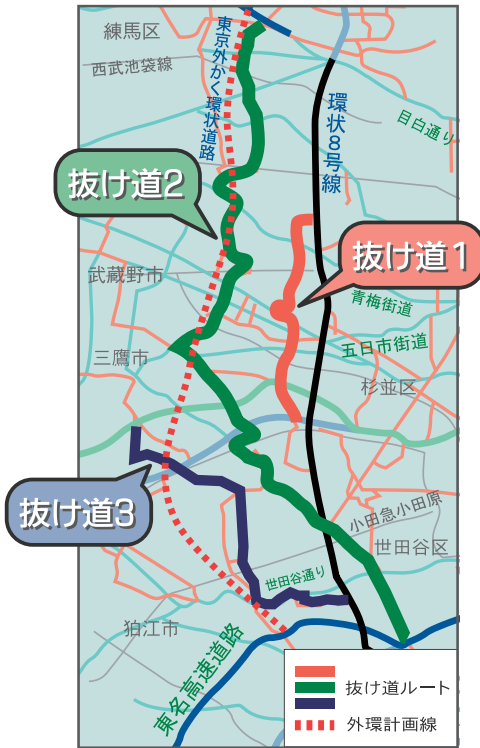 練馬区
西武池袋線
東京外かく環状道路
環状8号線
目白通り
抜け道2
抜け道1
武蔵野市
青梅街道
五日市街道
三鷹市
杉並区
抜け道3
小田急小田原
世田谷区
世田谷通り
狛江市
東名高速道路
抜け道ルート
外環計画線